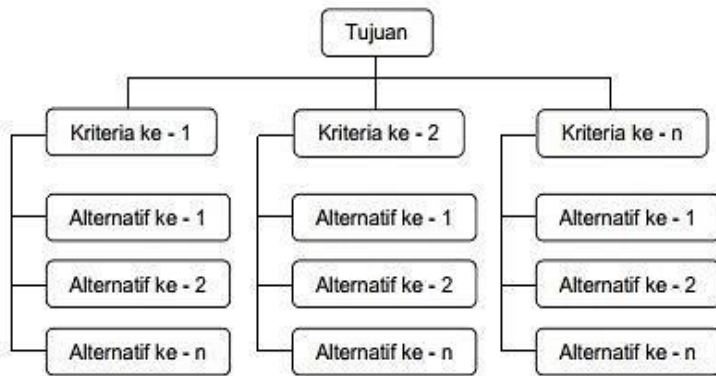 Tujuan
Kriteria ke - 1
Kriteria ke - 2
Kriteria ke - n
Alternatif ke - 1
Alternatif ke - 1
Alternatif ke - 1
Alternatif ke - 2
Alternatif ke - 2
Alternatif ke - 2
Alternatif ke - n
Alternatif ke - n
Alternatif ke - n